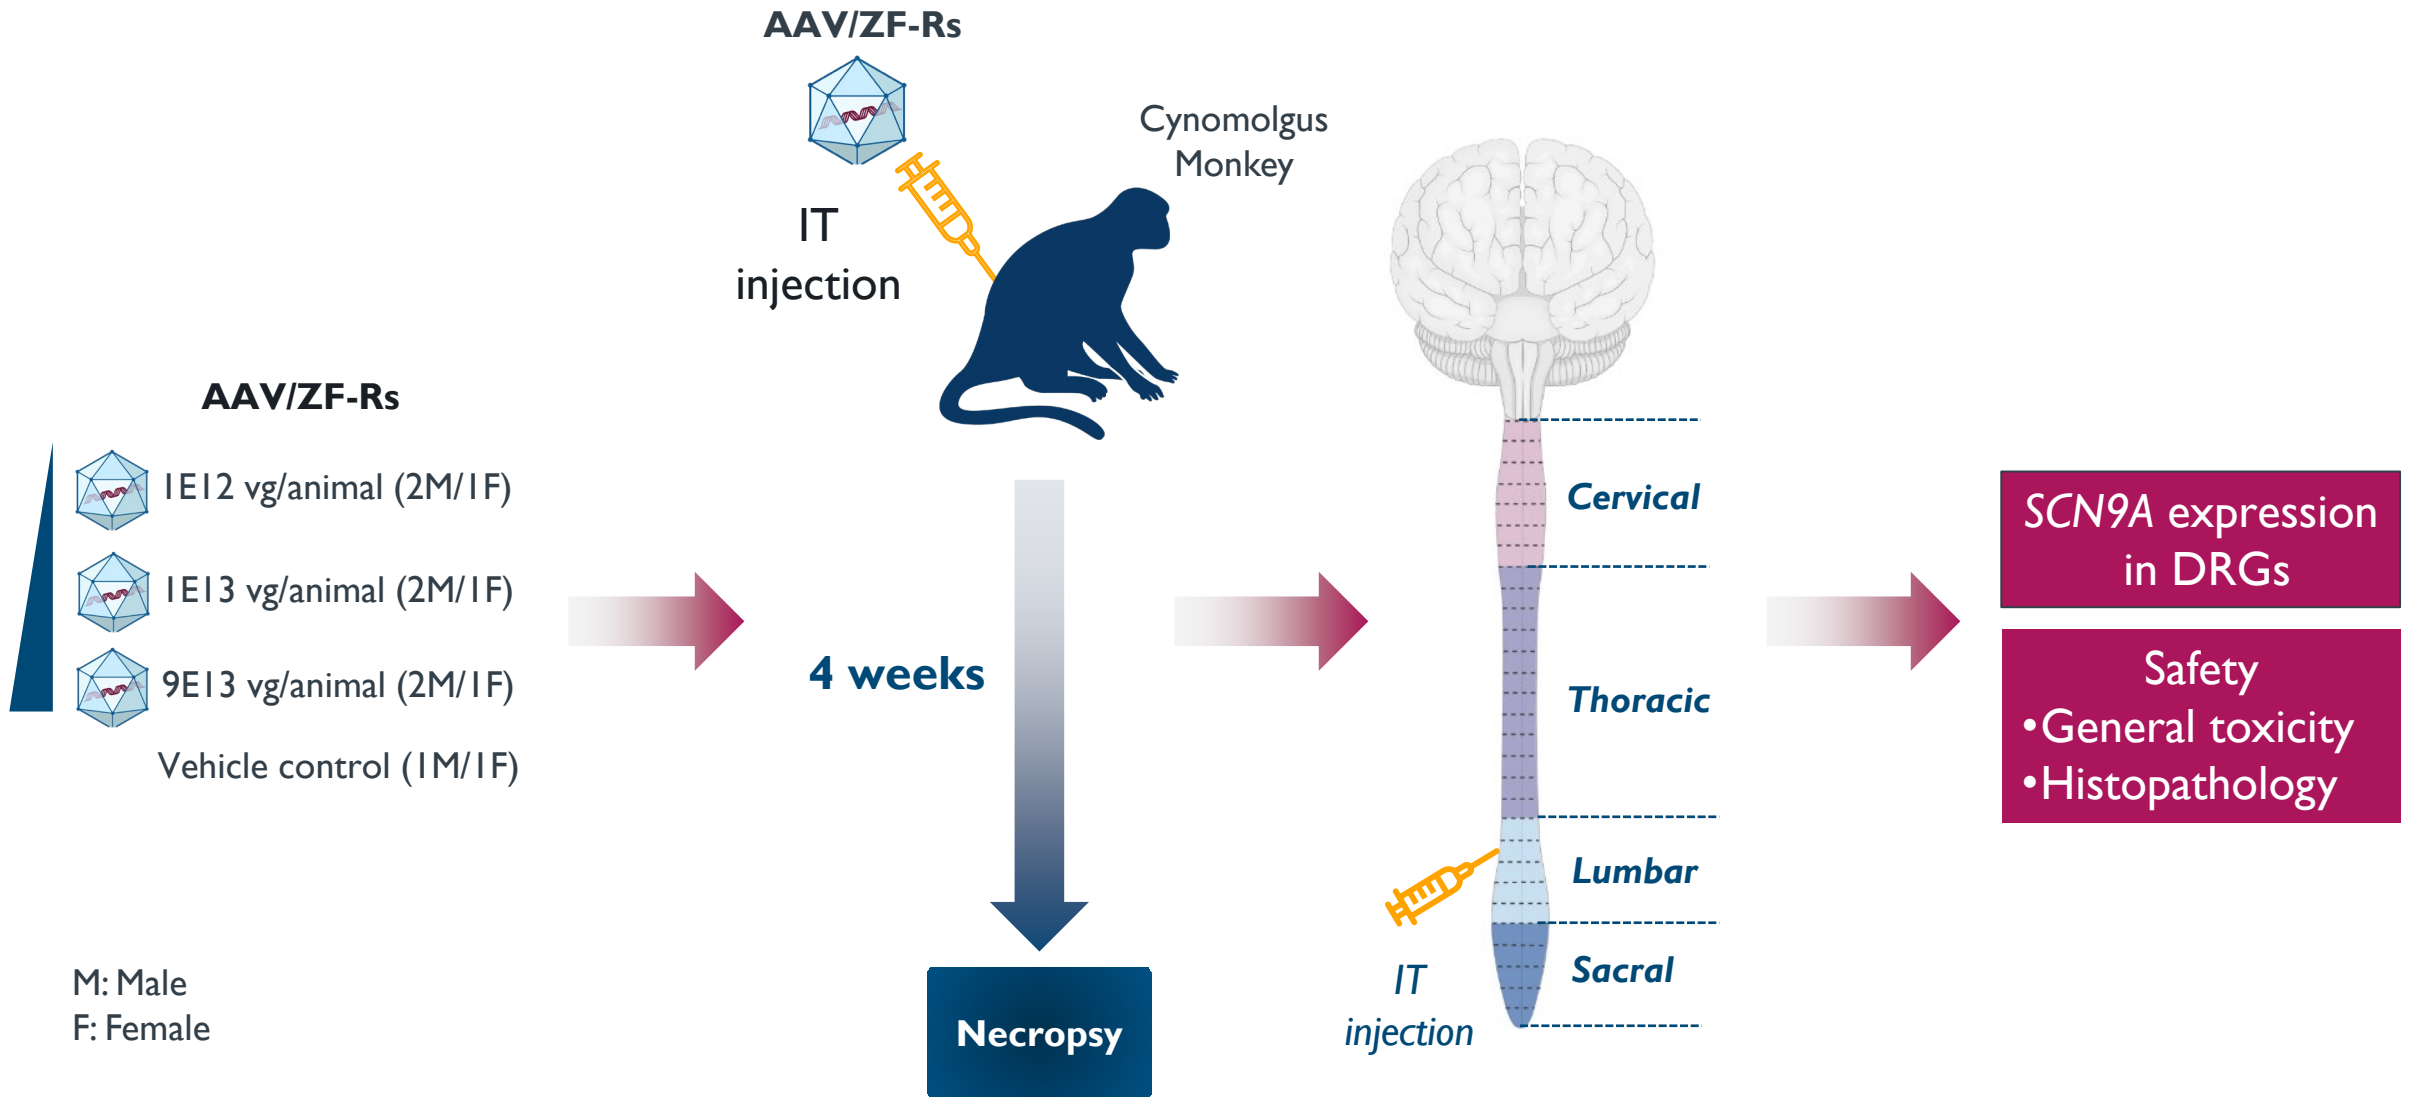 AAV/ZF-Rs
1E12 vg/animal (2M/1F)
1E13 vg/animal (2M/1F)
9E13 vg/animal (2M/1F)
Vehicle control (1M/1F)
M: Male
F: Female
AAV/ZF-Rs
IT
injection
Cynomolgus
Monkey
4 weeks
Necropsy
Cervical
Thoracic
Lumbar
Sacral
IT
injection
SCN9A expression
in DRGs
Safety
•General toxicity
•Histopathology